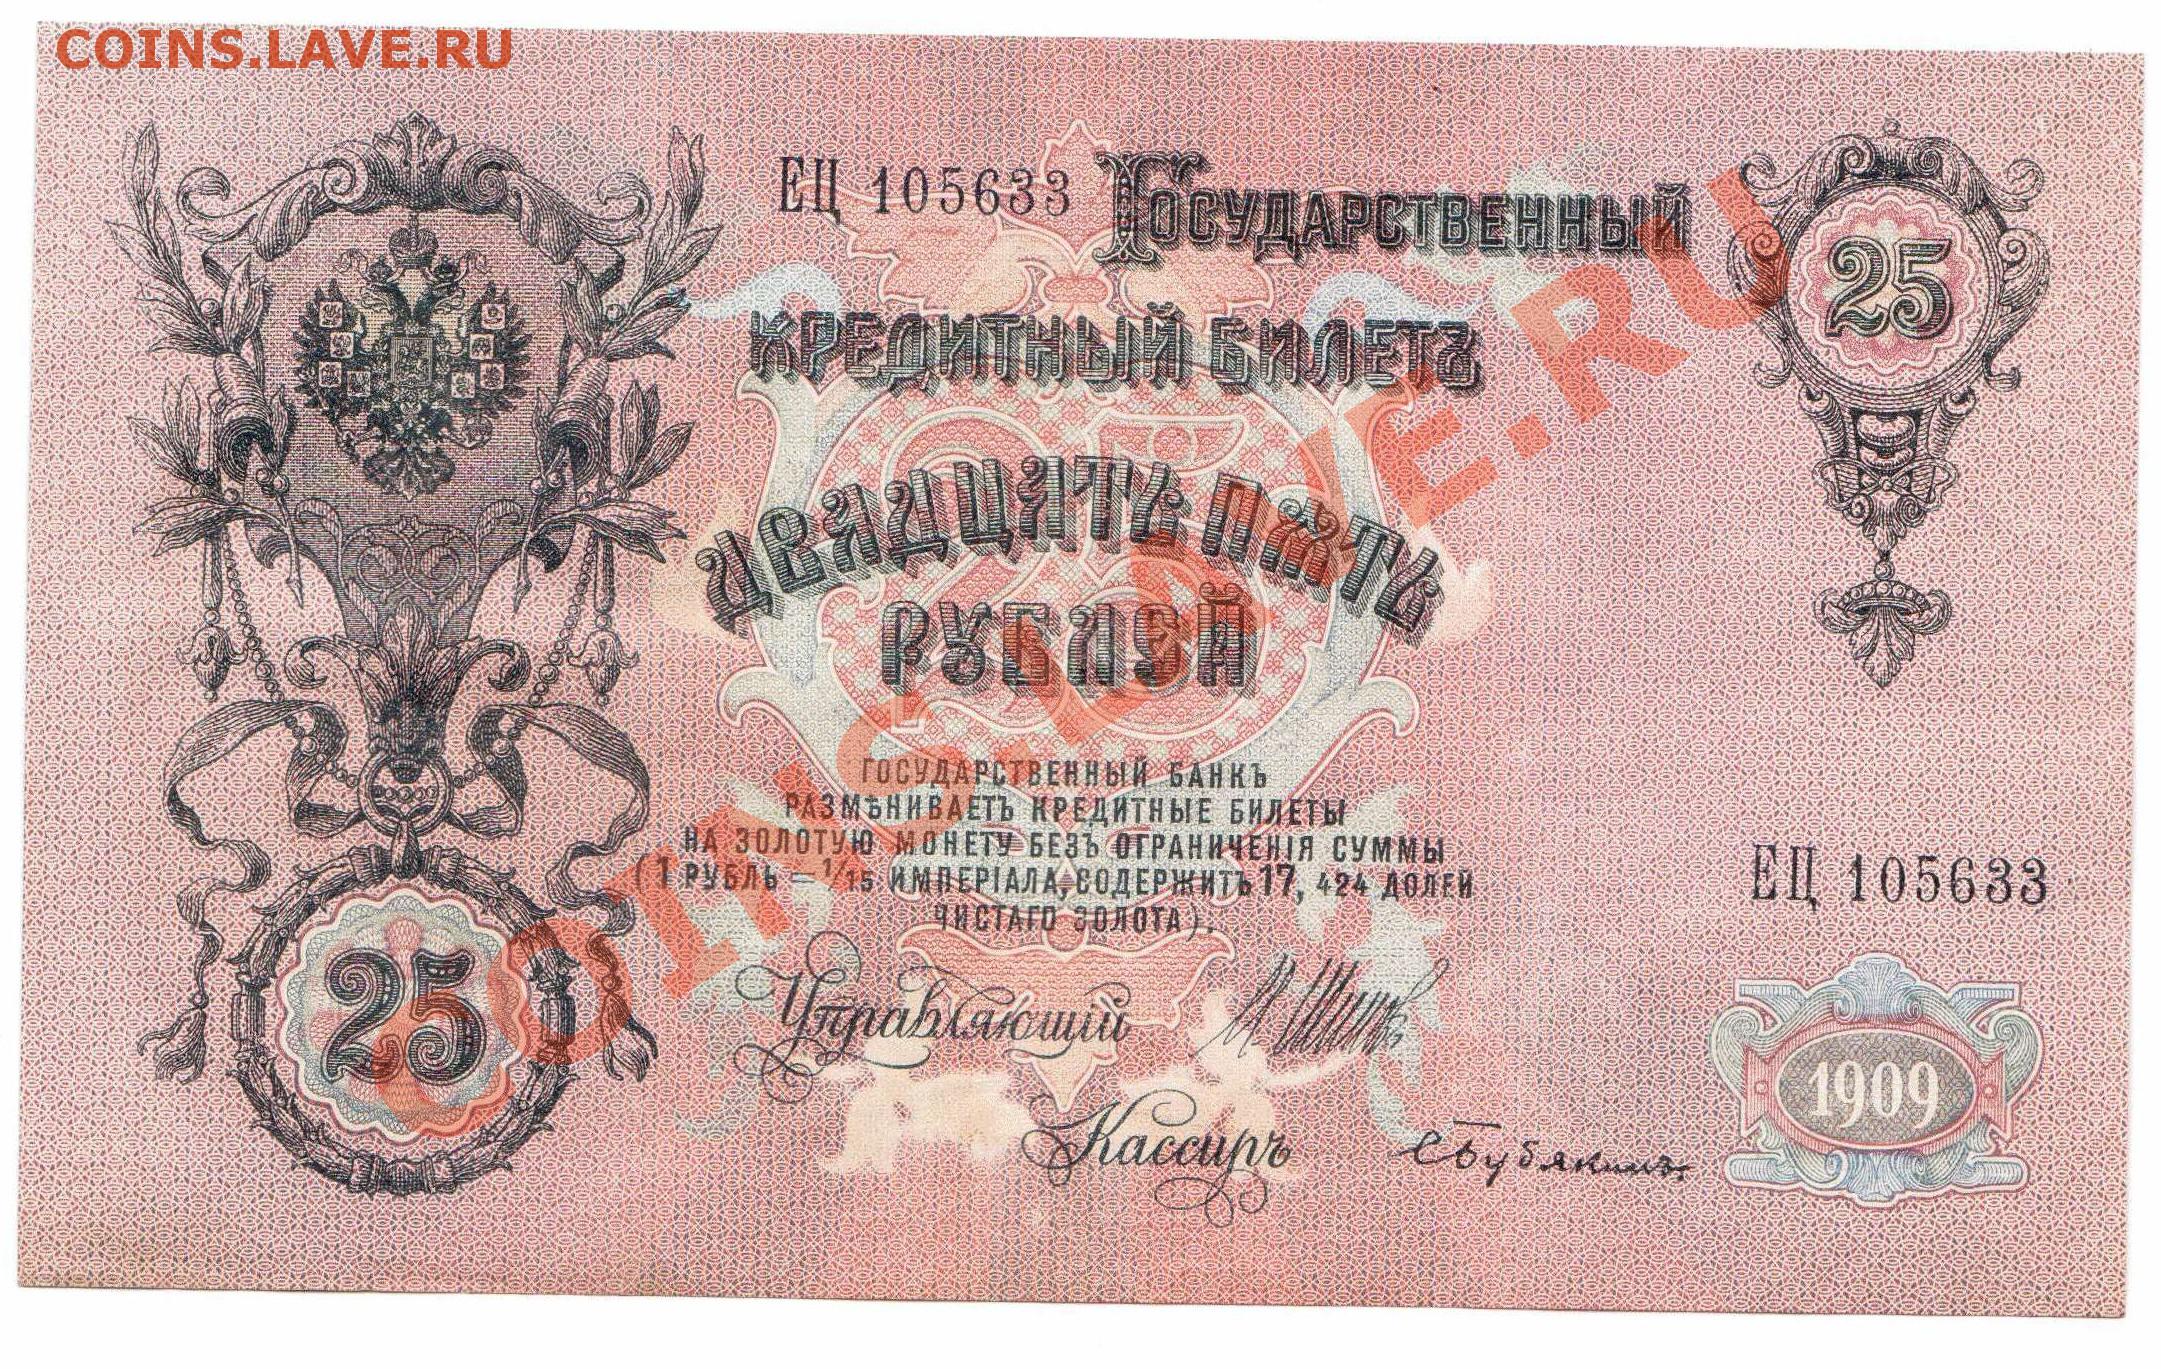 COINS.LAVE.RU
ЕЦ 105633
ГОСУДАРСТВЕННЫЙ
25
КРЕДИТНЫЙ БИЛЕТЪ
ДВАДЦАТЬ ПЯТЬ
РУБЛЕЙ
ГОСУДАРСТВЕННЫЙ БАНКЪ
РАЗМѢНИВАЕТЪ КРЕДИТНЫЕ БИЛЕТЫ
НА ЗОЛОТУЮ МОНЕТУ БЕЗЪ ОГРАНИЧЕНІЯ СУММЫ
(1 РУБЛЬ = 1/15 ИМПЕРІАЛА, СОДЕРЖИТЪ 17, 424 ДОЛЕЙ
ЧИСТАГО ЗОЛОТА).
ЕЦ 105633
25
Управляющий
Кассиръ
1909
COINS.LAVE.RU